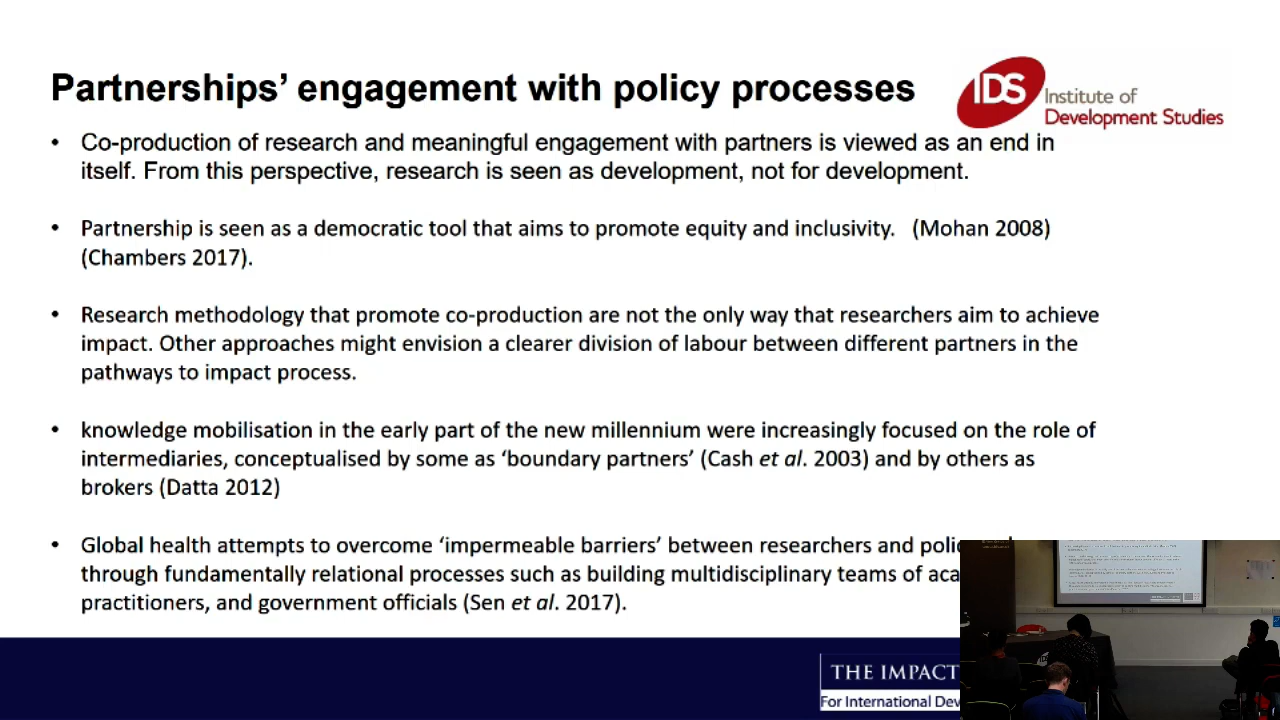 Partnerships’ engagement with policy processes
IDS
Institute of
Development Studies
• Co-production of research and meaningful engagement with partners is viewed as an end in
itself. From this perspective, research is seen as development, not for development.
• Partnership is seen as a democratic tool that aims to promote equity and inclusivity. (Mohan 2008)
(Chambers 2017).
• Research methodology that promote co-production are not the only way that researchers aim to achieve
impact. Other approaches might envision a clearer division of labour between different partners in the
pathways to impact process.
• knowledge mobilisation in the early part of the new millennium were increasingly focused on the role of
intermediaries, conceptualised by some as ‘boundary partners’ (Cash et al. 2003) and by others as
brokers (Datta 2012)
• Global health attempts to overcome ‘impermeable barriers’ between researchers and
through fundamentally relational processes such as building multidisciplinary teams of
practitioners, and government officials (Sen et al. 2017).
THE IMPACT
For International